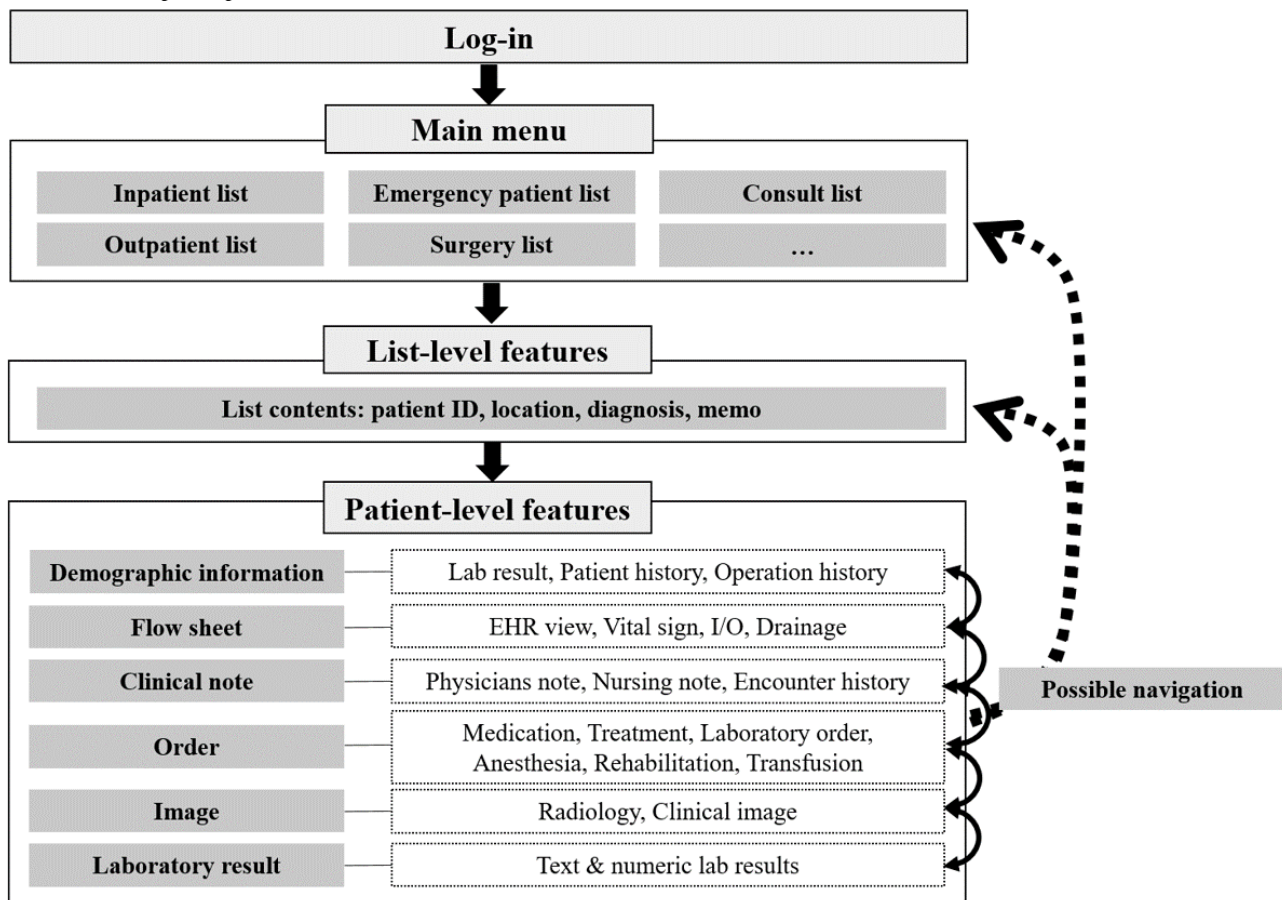 Log-in
Main menu
Inpatient list
Emergency patient list
Consult list
Outpatient list
Surgery list
…
List-level features
List contents: patient ID, location, diagnosis, memo
Patient-level features
Demographic information
Lab result, Patient history, Operation history
Flow sheet
EHR view, Vital sign, I/O, Drainage
Clinical note
Physicians note, Nursing note, Encounter history
Order
Medication, Treatment, Laboratory order,
Anesthesia, Rehabilitation, Transfusion
Image
Radiology, Clinical image
Laboratory result
Text & numeric lab results
Possible navigation